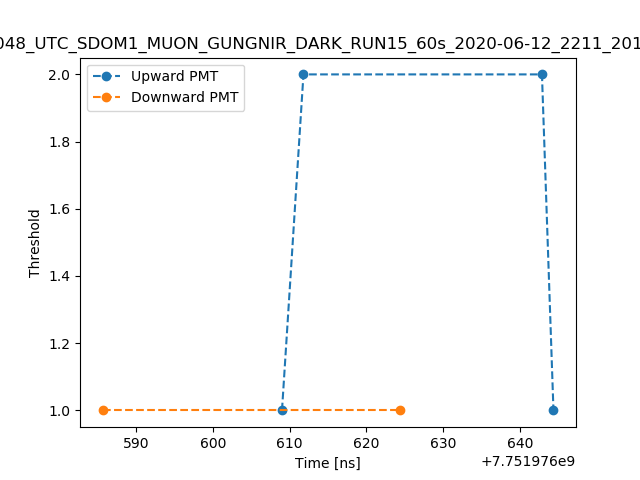 048_UTC_SDOM1_MUON_GUNGNIR_DARK_RUN15_60s_2020-06-12_2211_201
Upward PMT
Downward PMT
2.0
1.8
1.6
1.4
1.2
1.0
Threshold
590 600 610 620 630 640
Time [ns]
+7.751976e9